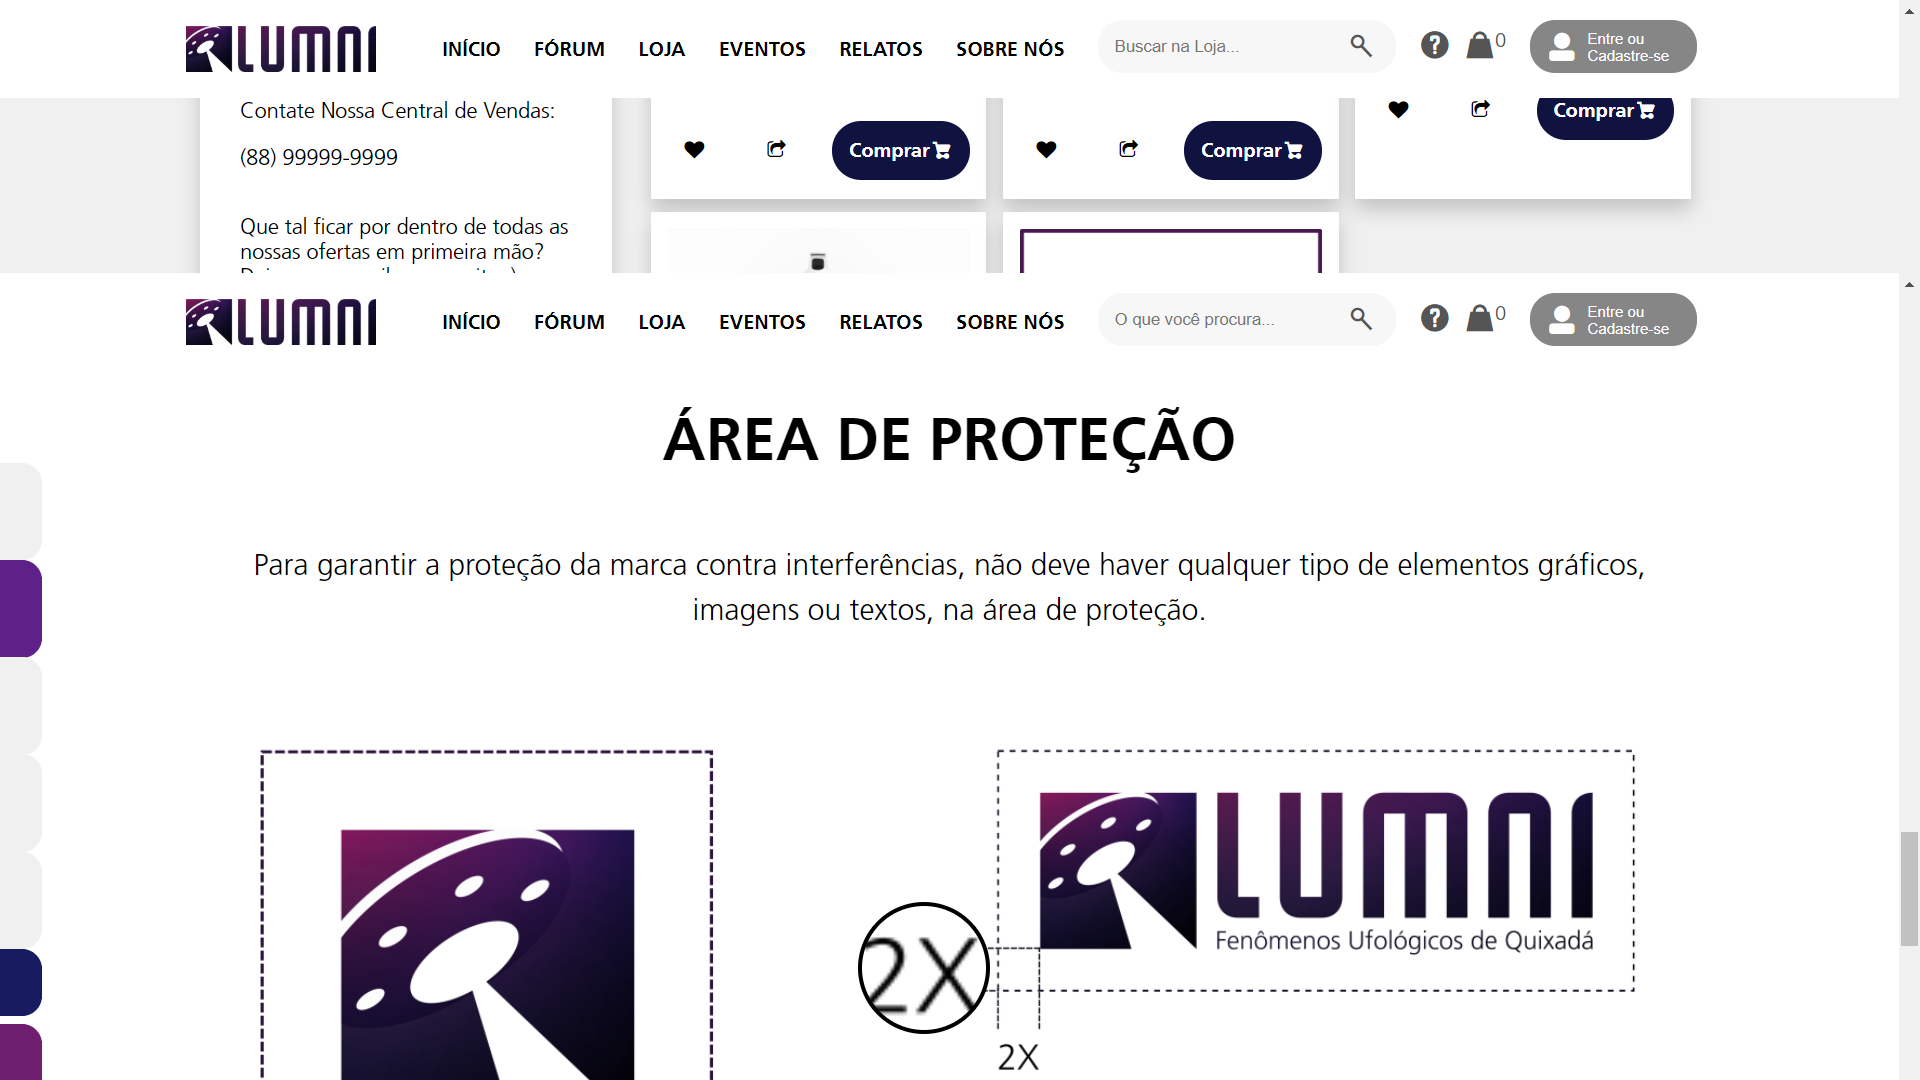 LUMNI INÍCIO FÓRUM LOJA EVENTOS RELATOS SOBRE NÓS Buscar na Loja... ? 0 Entre ou
Cadastre-se
Contate Nossa Central de Vendas:
(88) 99999-9999
Comprar Comprar Comprar
Que tal ficar por dentro de todas as
nossas ofertas em primeira mão?
LUMNI INÍCIO FÓRUM LOJA EVENTOS RELATOS SOBRE NÓS O que você procura... ? 0 Entre ou
Cadastre-se
ÁREA DE PROTEÇÃO
Para garantir a proteção da marca contra interferências, não deve haver qualquer tipo de elementos gráficos,
imagens ou textos, na área de proteção.
LUMNI
Fenômenos Ufológicos de Quixadá
2X
2X